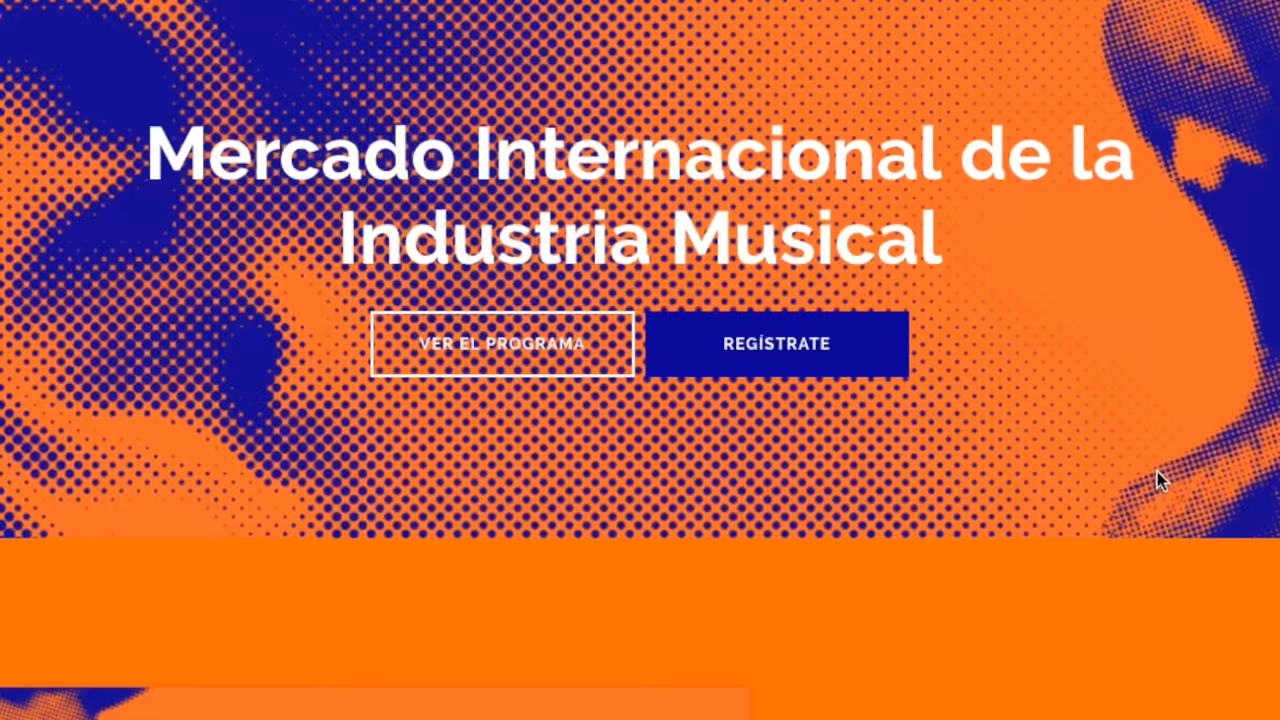 Mercado Internacional de la
Industria Musical
VER EL PROGRAMA
REGÍSTRATE